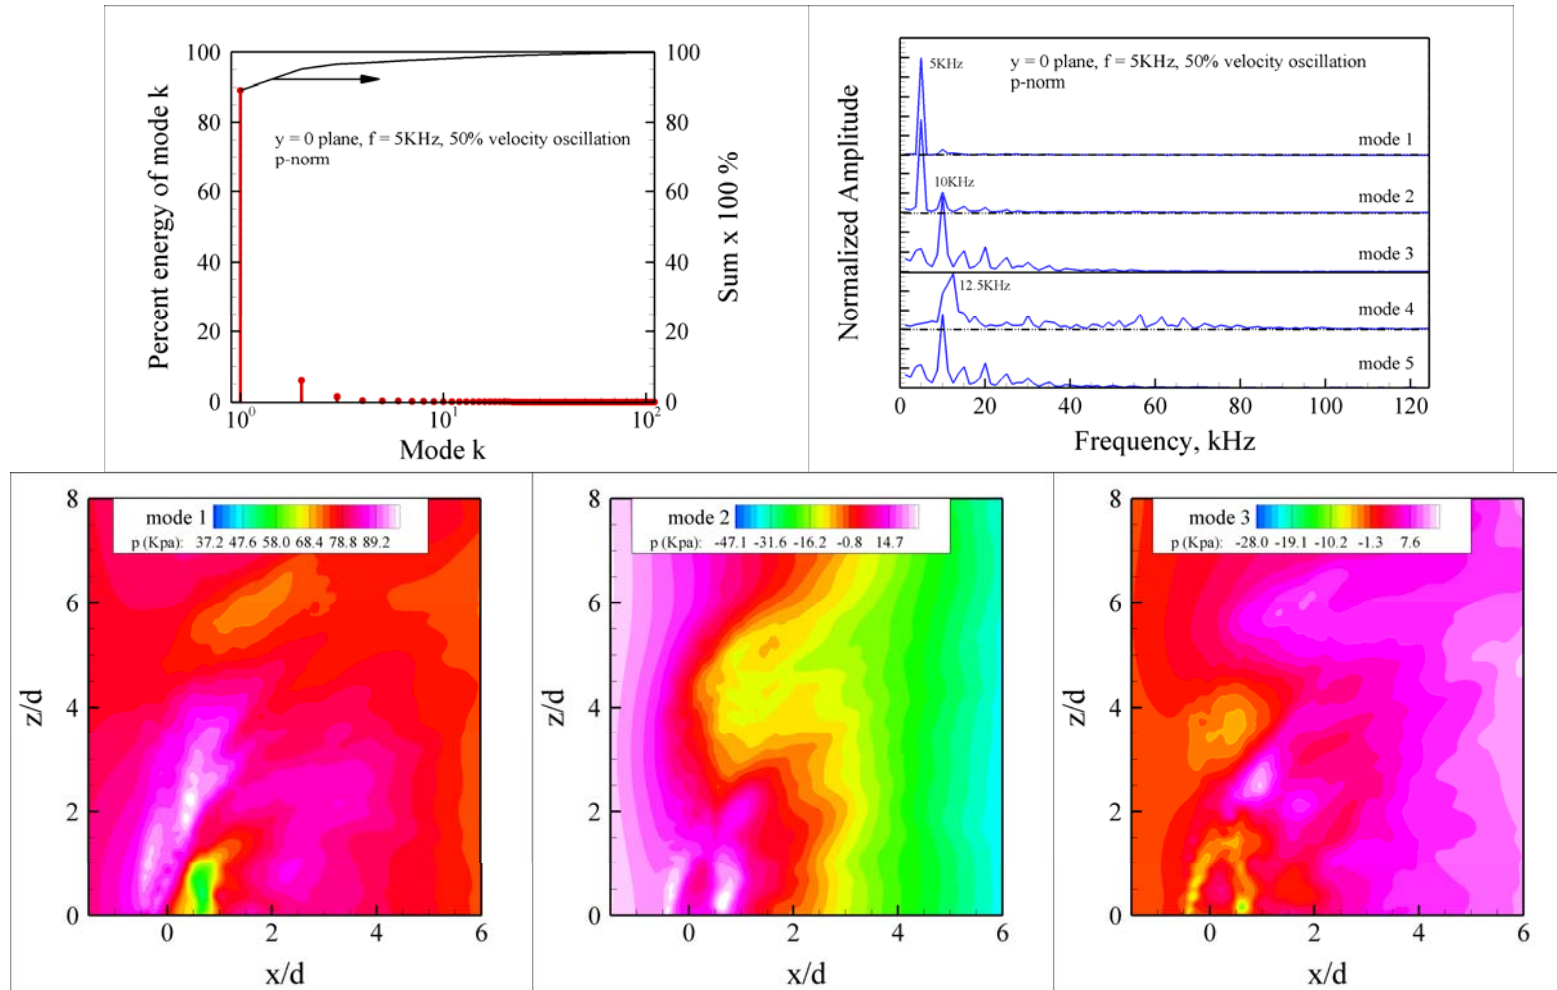 100
80
60
40
20
0
Percent energy of mode k
y = 0 plane, f = 5KHz, 50% velocity oscillation
p-norm
100
80
60
40
20
0
Sum x 100 %
10^0
10^1
10^2
Mode k
Normalized Amplitude
y = 0 plane, f = 5KHz, 50% velocity oscillation
p-norm
5KHz
mode 1
10KHz
mode 2
mode 3
12.5KHz
mode 4
mode 5
0 20 40 60 80 100 120
Frequency, kHz
8
6
4
2
0
z/d
mode 1
p (Kpa): 37.2 47.6 58.0 68.4 78.8 89.2
0 2 4 6
x/d
8
6
4
2
0
z/d
mode 2
p (Kpa): -47.1 -31.6 -16.2 -0.8 14.7
0 2 4 6
x/d
8
6
4
2
0
z/d
mode 3
p (Kpa): -28.0 -19.1 -10.2 -1.3 7.6
0 2 4 6
x/d